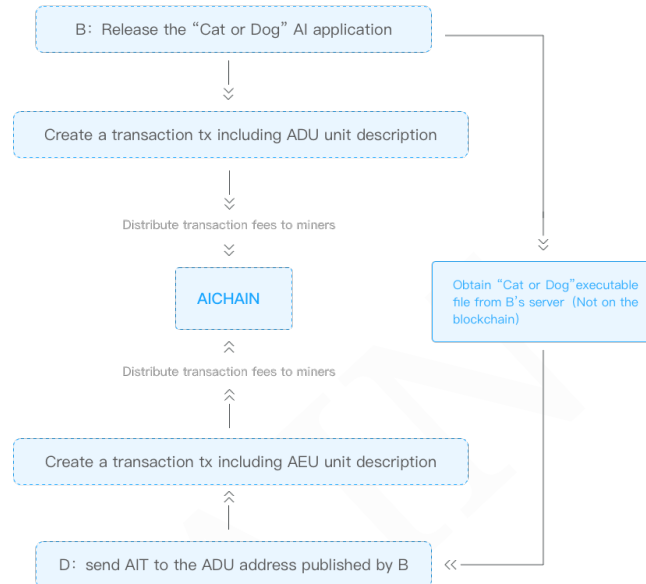 B: Release the “Cat or Dog” AI application
Create a transaction tx including ADU unit description
Distribute transaction fees to miners
AICHAIN
Obtain “Cat or Dog”executable
file from B's server (Not on the
blockchain)
Distribute transaction fees to miners
Create a transaction tx including AEU unit description
D: send AIT to the ADU address published by B